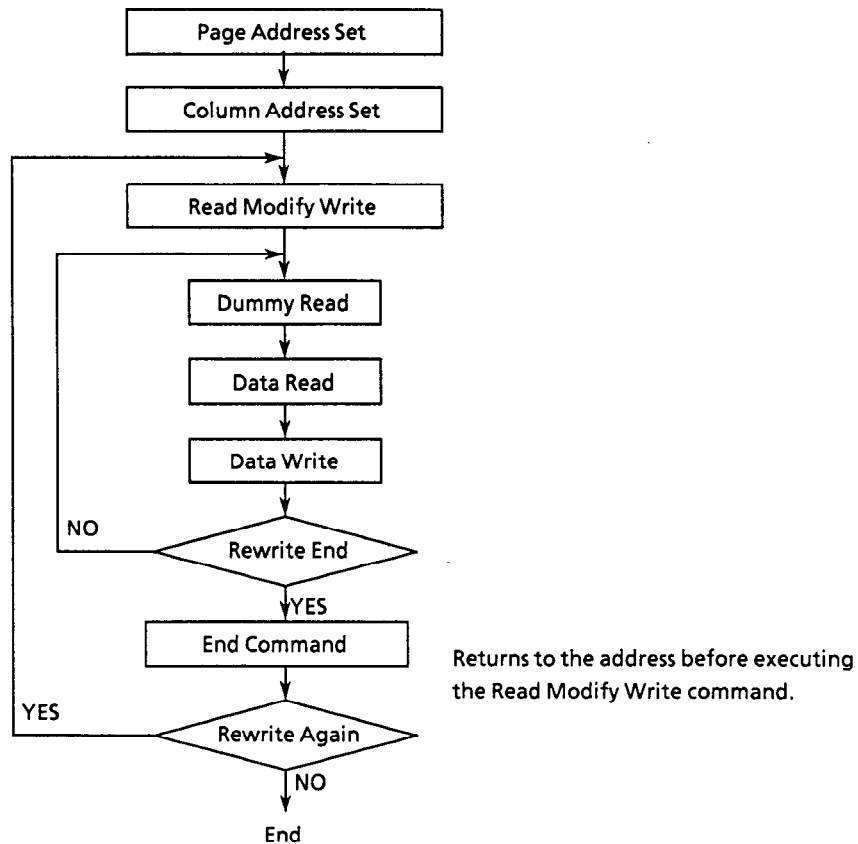 Page Address Set
Column Address Set
Read Modify Write
Dummy Read
Data Read
Data Write
NO
Rewrite End
YES
End Command
Returns to the address before executing
the Read Modify Write command.
YES
Rewrite Again
NO
End